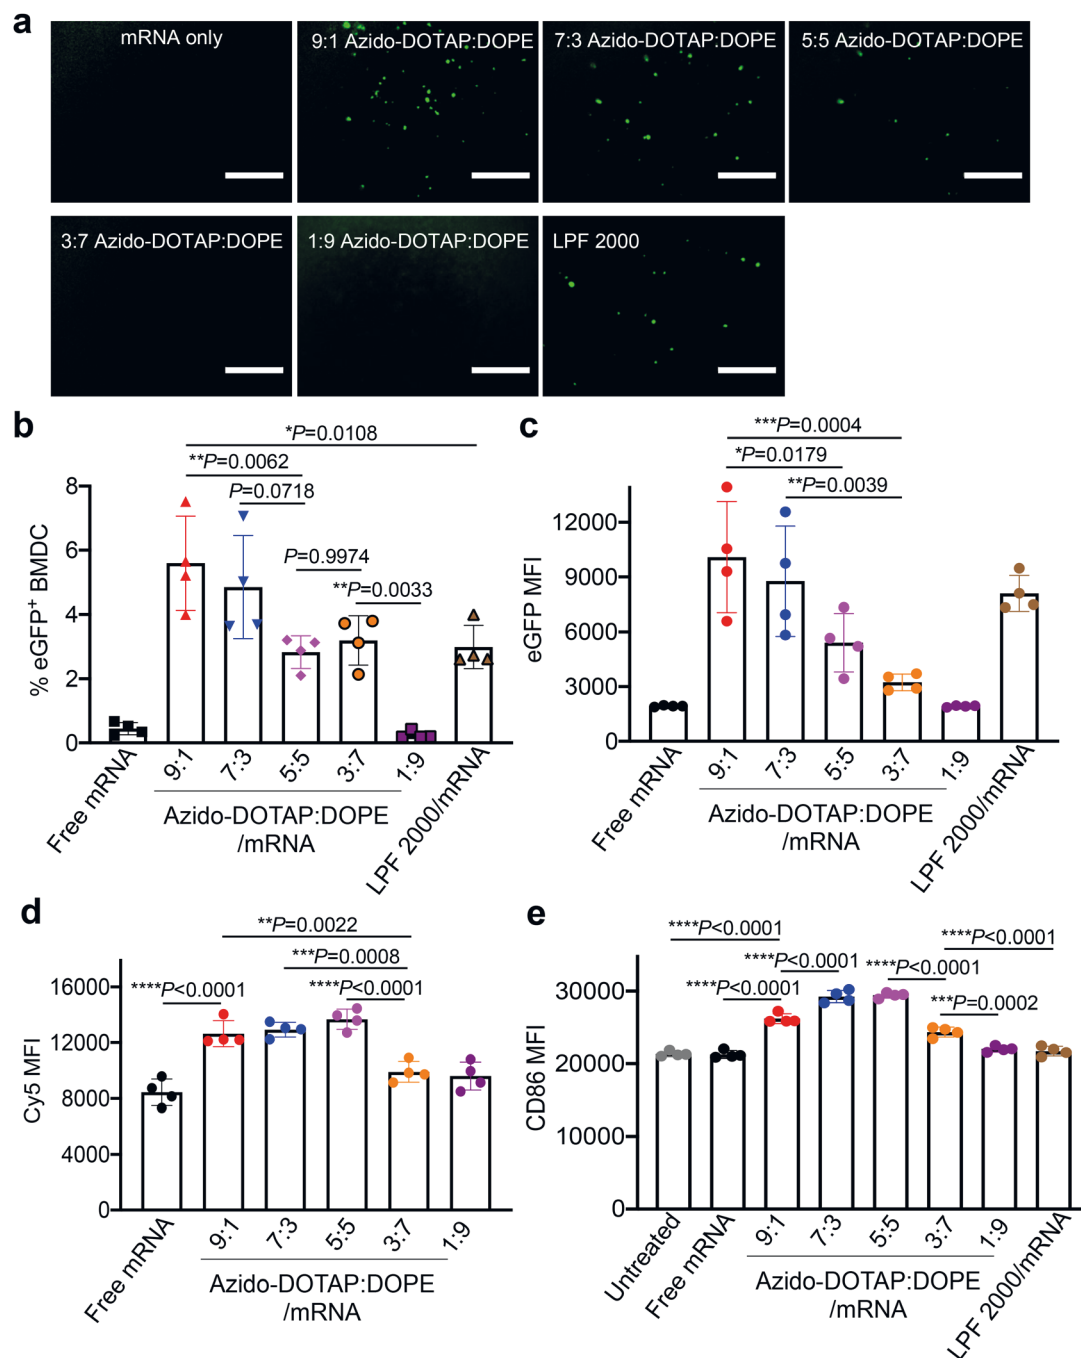 a
mRNA only
9:1 Azido-DOTAP:DOPE
7:3 Azido-DOTAP:DOPE
5:5 Azido-DOTAP:DOPE
3:7 Azido-DOTAP:DOPE
1:9 Azido-DOTAP:DOPE
LPF 2000
b
*P=0.0108
**P=0.0062
P=0.0718
P=0.9974
**P=0.0033
% eGFP+ BMDC
8
6
4
2
0
Free mRNA
9:1
7:3
5:5
3:7
1:9
LPF 2000/mRNA
Azido-DOTAP:DOPE
/mRNA
c
***P=0.0004
*P=0.0179
**P=0.0039
eGFP MFI
12000
9000
6000
3000
0
Free mRNA
9:1
7:3
5:5
3:7
1:9
LPF 2000/mRNA
Azido-DOTAP:DOPE
/mRNA
d
**P=0.0022
***P=0.0008
****P<0.0001
****P<0.0001
Cy5 MFI
16000
12000
8000
4000
0
Free mRNA
9:1
7:3
5:5
3:7
1:9
Azido-DOTAP:DOPE
/mRNA
e
****P<0.0001
****P<0.0001
****P<0.0001
****P<0.0001
****P<0.0001
***P=0.0002
CD86 MFI
30000
20000
10000
0
Untreated
Free mRNA
9:1
7:3
5:5
3:7
1:9
LPF 2000/mRNA
Azido-DOTAP:DOPE
/mRNA